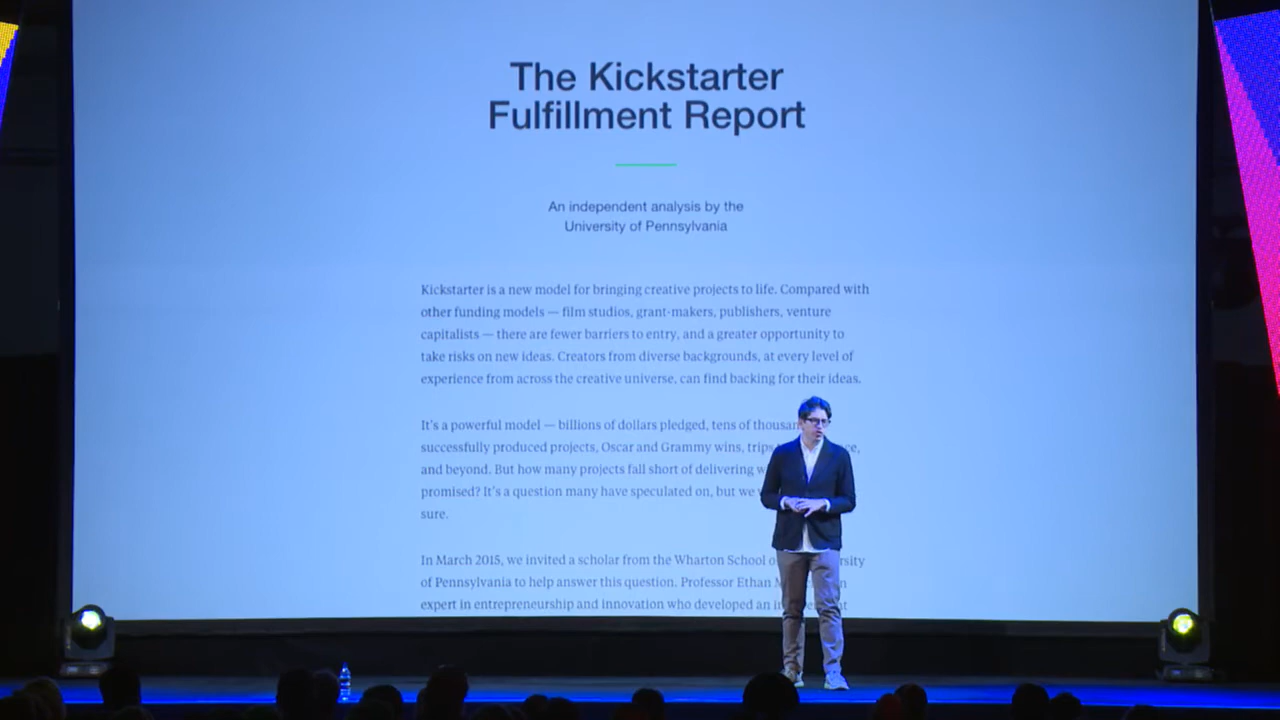 The Kickstarter
Fulfillment Report
An independent analysis by the
University of Pennsylvania
Kickstarter is a new model for bringing creative projects to life. Compared with
other funding models — film studios, grant-makers, publishers, venture
capitalists — there are fewer barriers to entry, and a greater opportunity to
take risks on new ideas. Creators from diverse backgrounds, at every level of
experience from across the creative universe, can find backing for their ideas.
It's a powerful model — billions of dollars pledged, tens of
successfully produced projects, Oscar and Grammy wins, trips
and beyond. But how many projects fall short of delivering
promised? It's a question many have speculated on, but we
sure.
In March 2015, we invited a scholar from the Wharton School
of Pennsylvania to help answer this question. Professor Ethan
expert in entrepreneurship and innovation who developed an